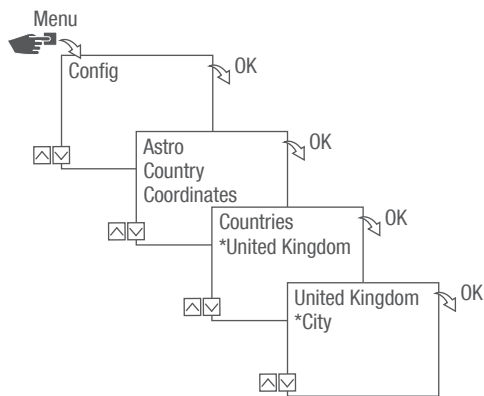 Menu
Config
OK
Astro
Country
Coordinates
OK
Countries
*United Kingdom
OK
United Kingdom
*City
OK